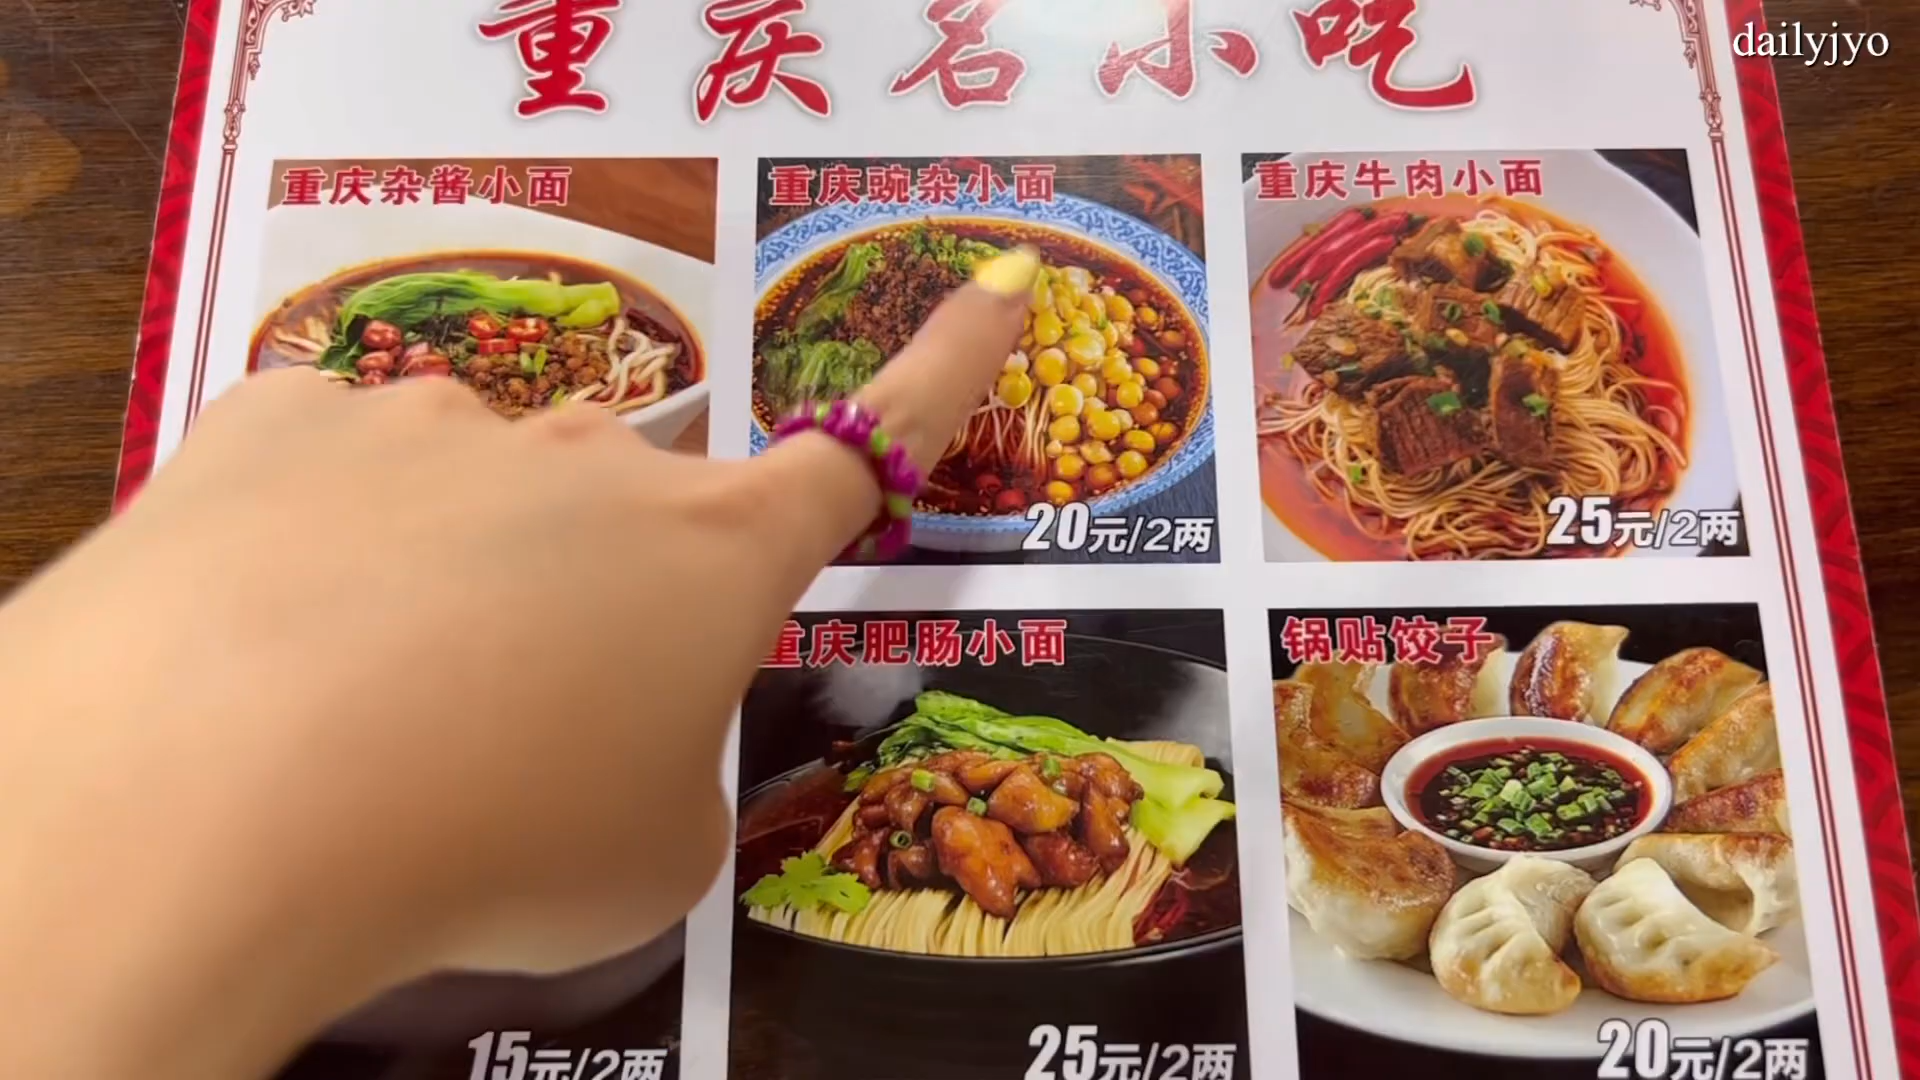 重庆名小吃
dailyjyo
重庆杂酱小面
重庆豌杂小面
重庆牛肉小面
20元/2两
25元/2两
重庆肥肠小面
锅贴饺子
15元/2两
25元/2两
20元/2两